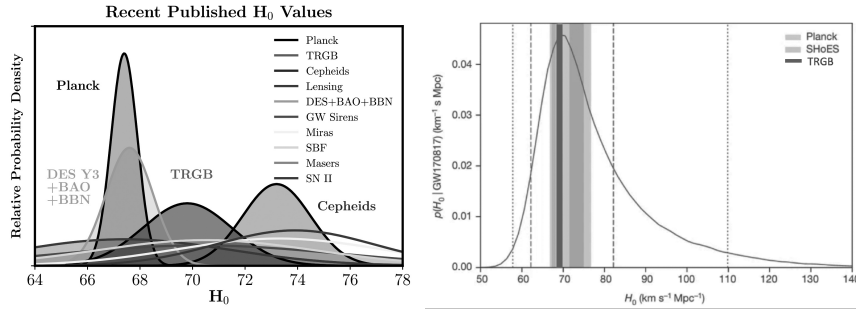 Recent Published H₀ Values
Relative Probability Density
Planck
TRGB
Cepheids
Lensing
DES+BAO+BBN
GW Sirens
Miras
SBF
Masers
SN II
Planck
DES Y3
+BAO
+BBN
TRGB
Cepheids
64 66 68 70 72 74 76 78
H₀
p(H₀ | GW170817) (km⁻¹ s Mpc)
Planck
SHoES
TRGB
0.04
0.03
0.02
0.01
0.00
50 60 70 80 90 100 110 120 130 140
H₀ (km s⁻¹ Mpc⁻¹)